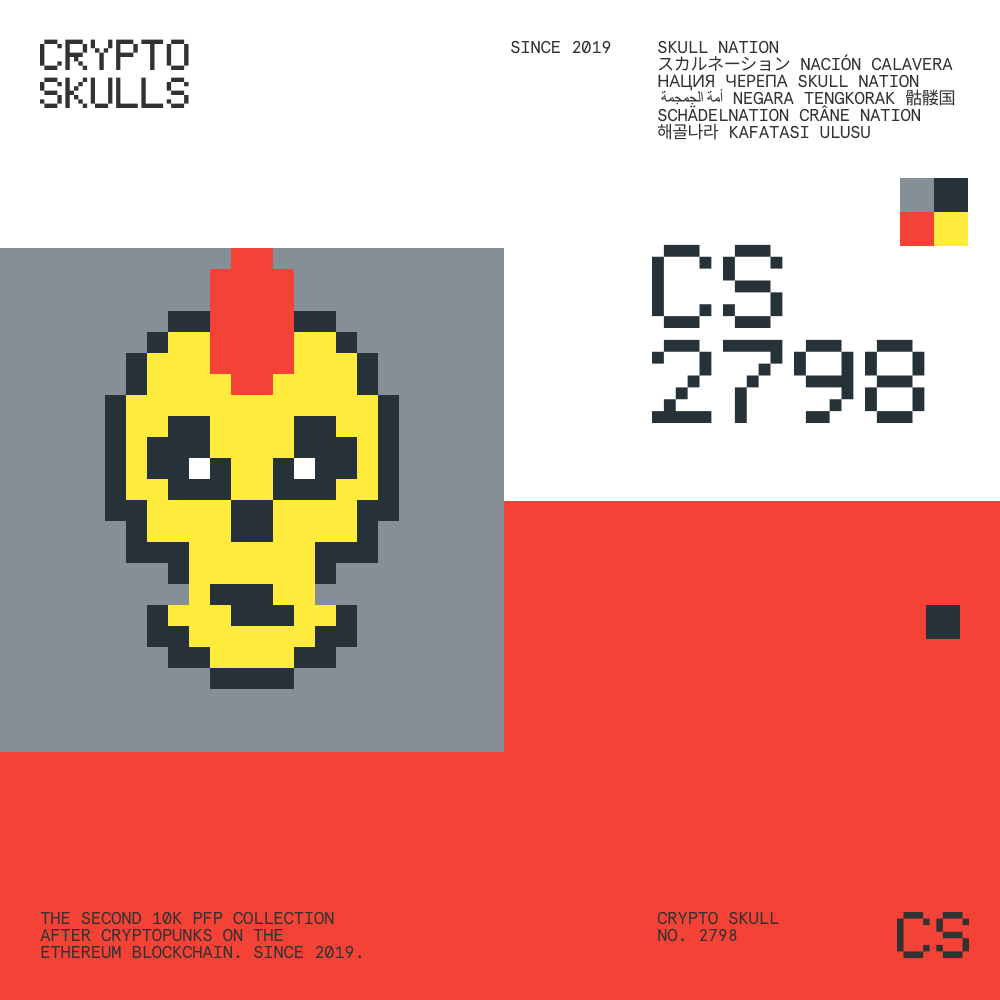 CRYPTO
SKULLS
SINCE 2019
SKULL NATION
スカルネーション NACIÓN CALAVERA
НАЦИЯ ЧЕРЕПА SKULL NATION
أمة الجمجمة NEGARA TENGKORAK 骷髅国
SCHÄDELNATION CRÂNE NATION
해골나라 KAFATASI ULUSU
CS
2798
THE SECOND 10K PFP COLLECTION
AFTER CRYPTOPUNKS ON THE
ETHEREUM BLOCKCHAIN. SINCE 2019.
CRYPTO SKULL
NO. 2798
CS